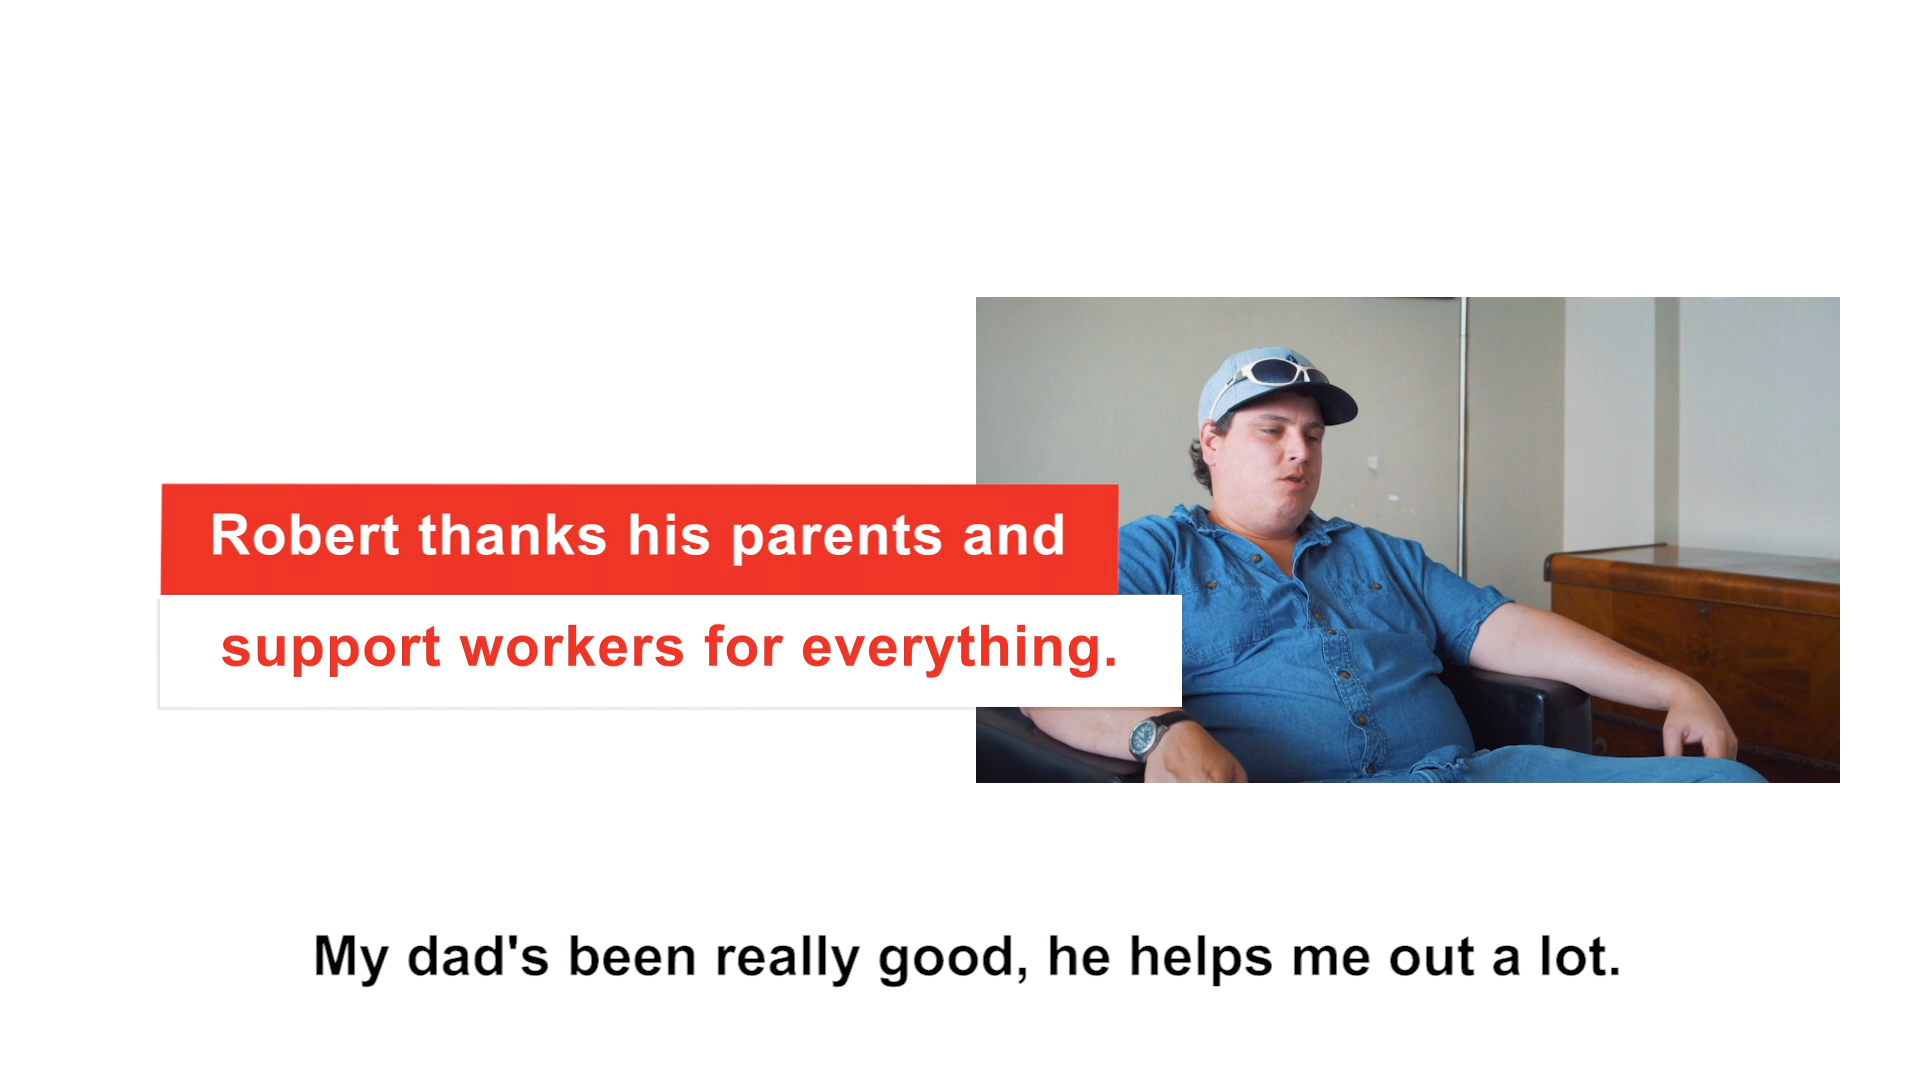 Robert thanks his parents and
support workers for everything.
My dad's been really good, he helps me out a lot.